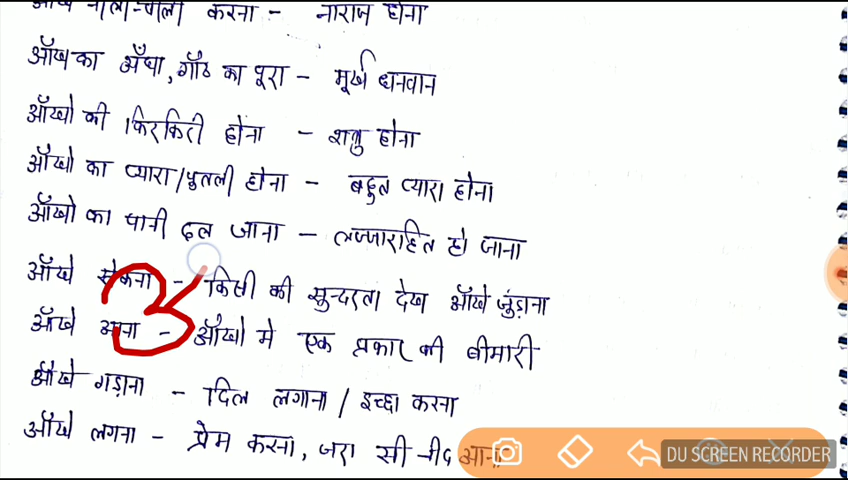 आँख नीली-पीली करना - नाराज होना
आँख का अँधा, गाँठ का पूरा - मूर्ख धनवान
आँखो की किरकिरी होना - शत्रु होना
आँखो का प्यारा/पुतली होना - बहुत प्यारा होना
आँखो का पानी ढल जाना - लज्जारहित हो जाना
आँखे सेकना - किसी की सुन्दरता देख आँखे जुड़ाना
आँखे आना - आँखो मे एक प्रकार की बीमारी
आँखे गड़ाना - दिल लगाना / इच्छा करना
आँखे लगना - प्रेम करना, जरा सी नींद आना
DU SCREEN RECORDER